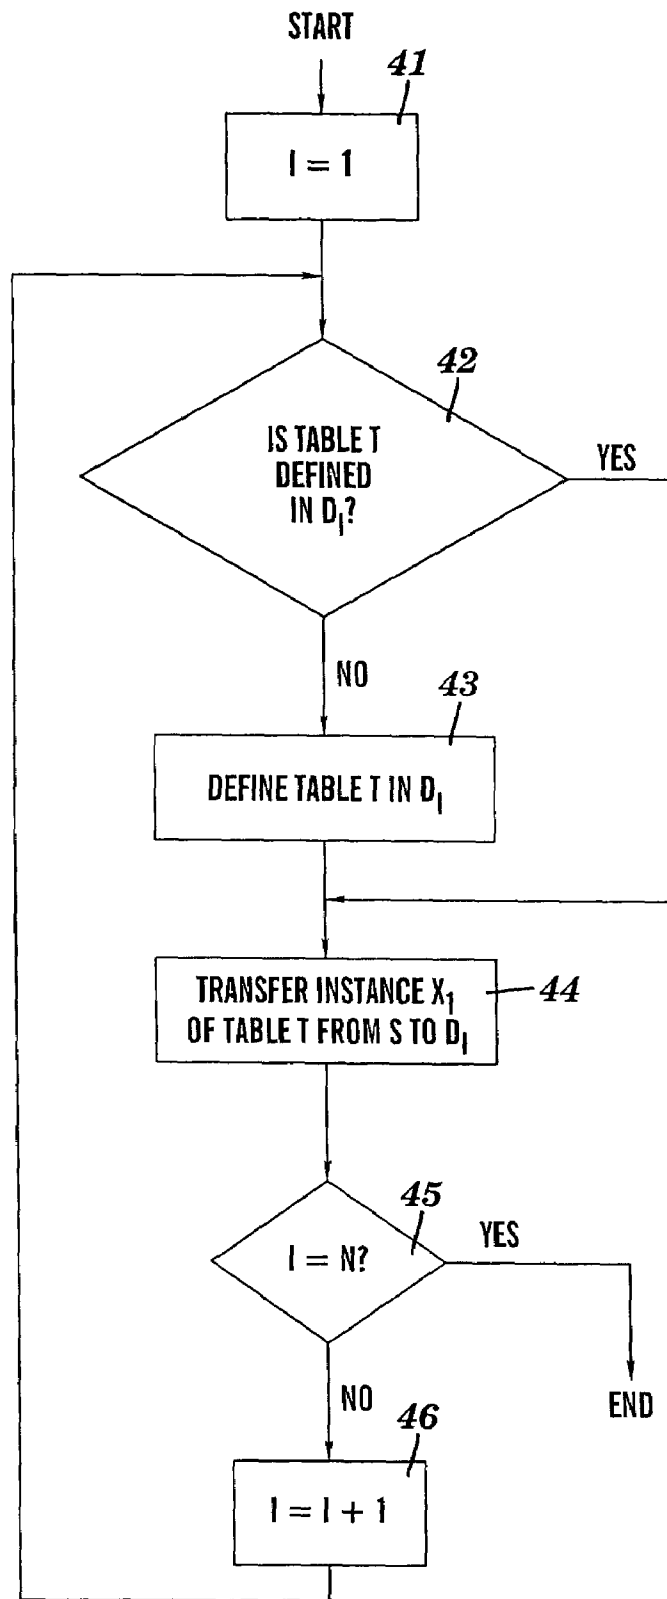 START
41
I = 1
42
IS TABLE T
DEFINED
IN D_I?
YES
NO
43
DEFINE TABLE T IN D_I
TRANSFER INSTANCE X_1
OF TABLE T FROM S TO D_I
44
45
I = N?
YES
NO
END
46
I = I + 1